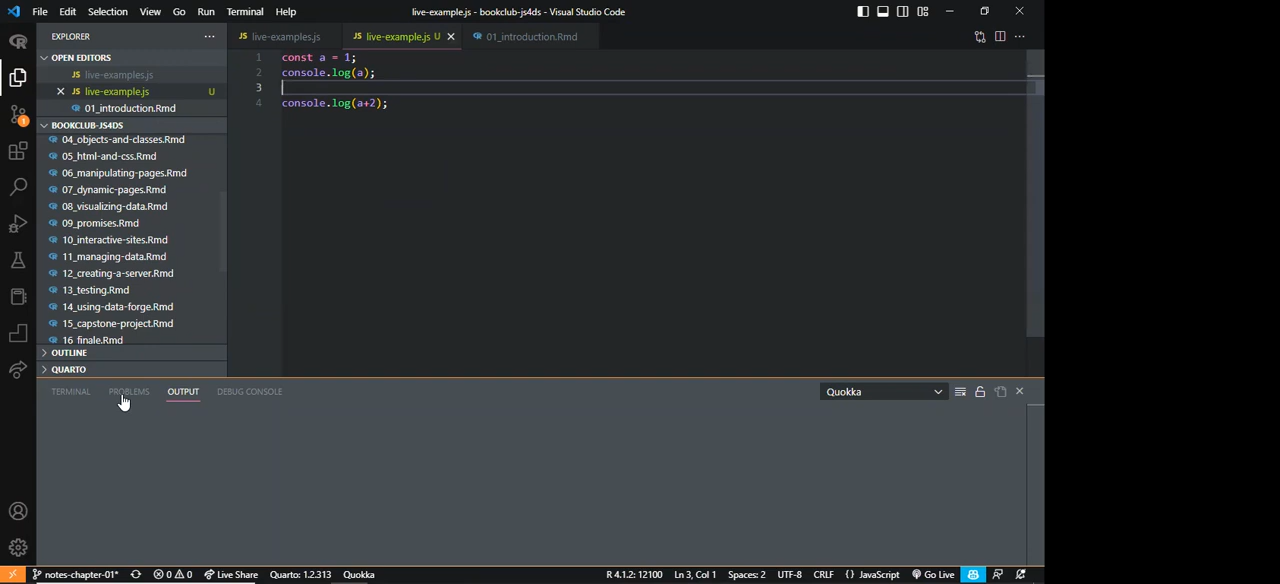 File Edit Selection View Go Run Terminal Help live-example.js - bookclub-js4ds - Visual Studio Code
EXPLORER ... JS live-examples.js JS live-example.js U 01_introduction.Rmd
OPEN EDITORS
JS live-examples.js
JS live-example.js U
01_introduction.Rmd
BOOKCLUB-JS4DS
04_objects-and-classes.Rmd
05_html-and-css.Rmd
06_manipulating-pages.Rmd
07_dynamic-pages.Rmd
08_visualizing-data.Rmd
09_promises.Rmd
10_interactive-sites.Rmd
11_managing-data.Rmd
12_creating-a-server.Rmd
13_testing.Rmd
14_using-data-forge.Rmd
15_capstone-project.Rmd
16_finale.Rmd
OUTLINE
QUARTO
1 const a = 1;
2 console.log(a);
3
4 console.log(a+2);
TERMINAL PROBLEMS OUTPUT DEBUG CONSOLE Quokka
1
notes-chapter-01* 0 0 Live Share Quarto: 1.2.313 Quokka R 4.1.2: 12100 Ln 3, Col 1 Spaces: 2 UTF-8 CRLF {} JavaScript Go Live